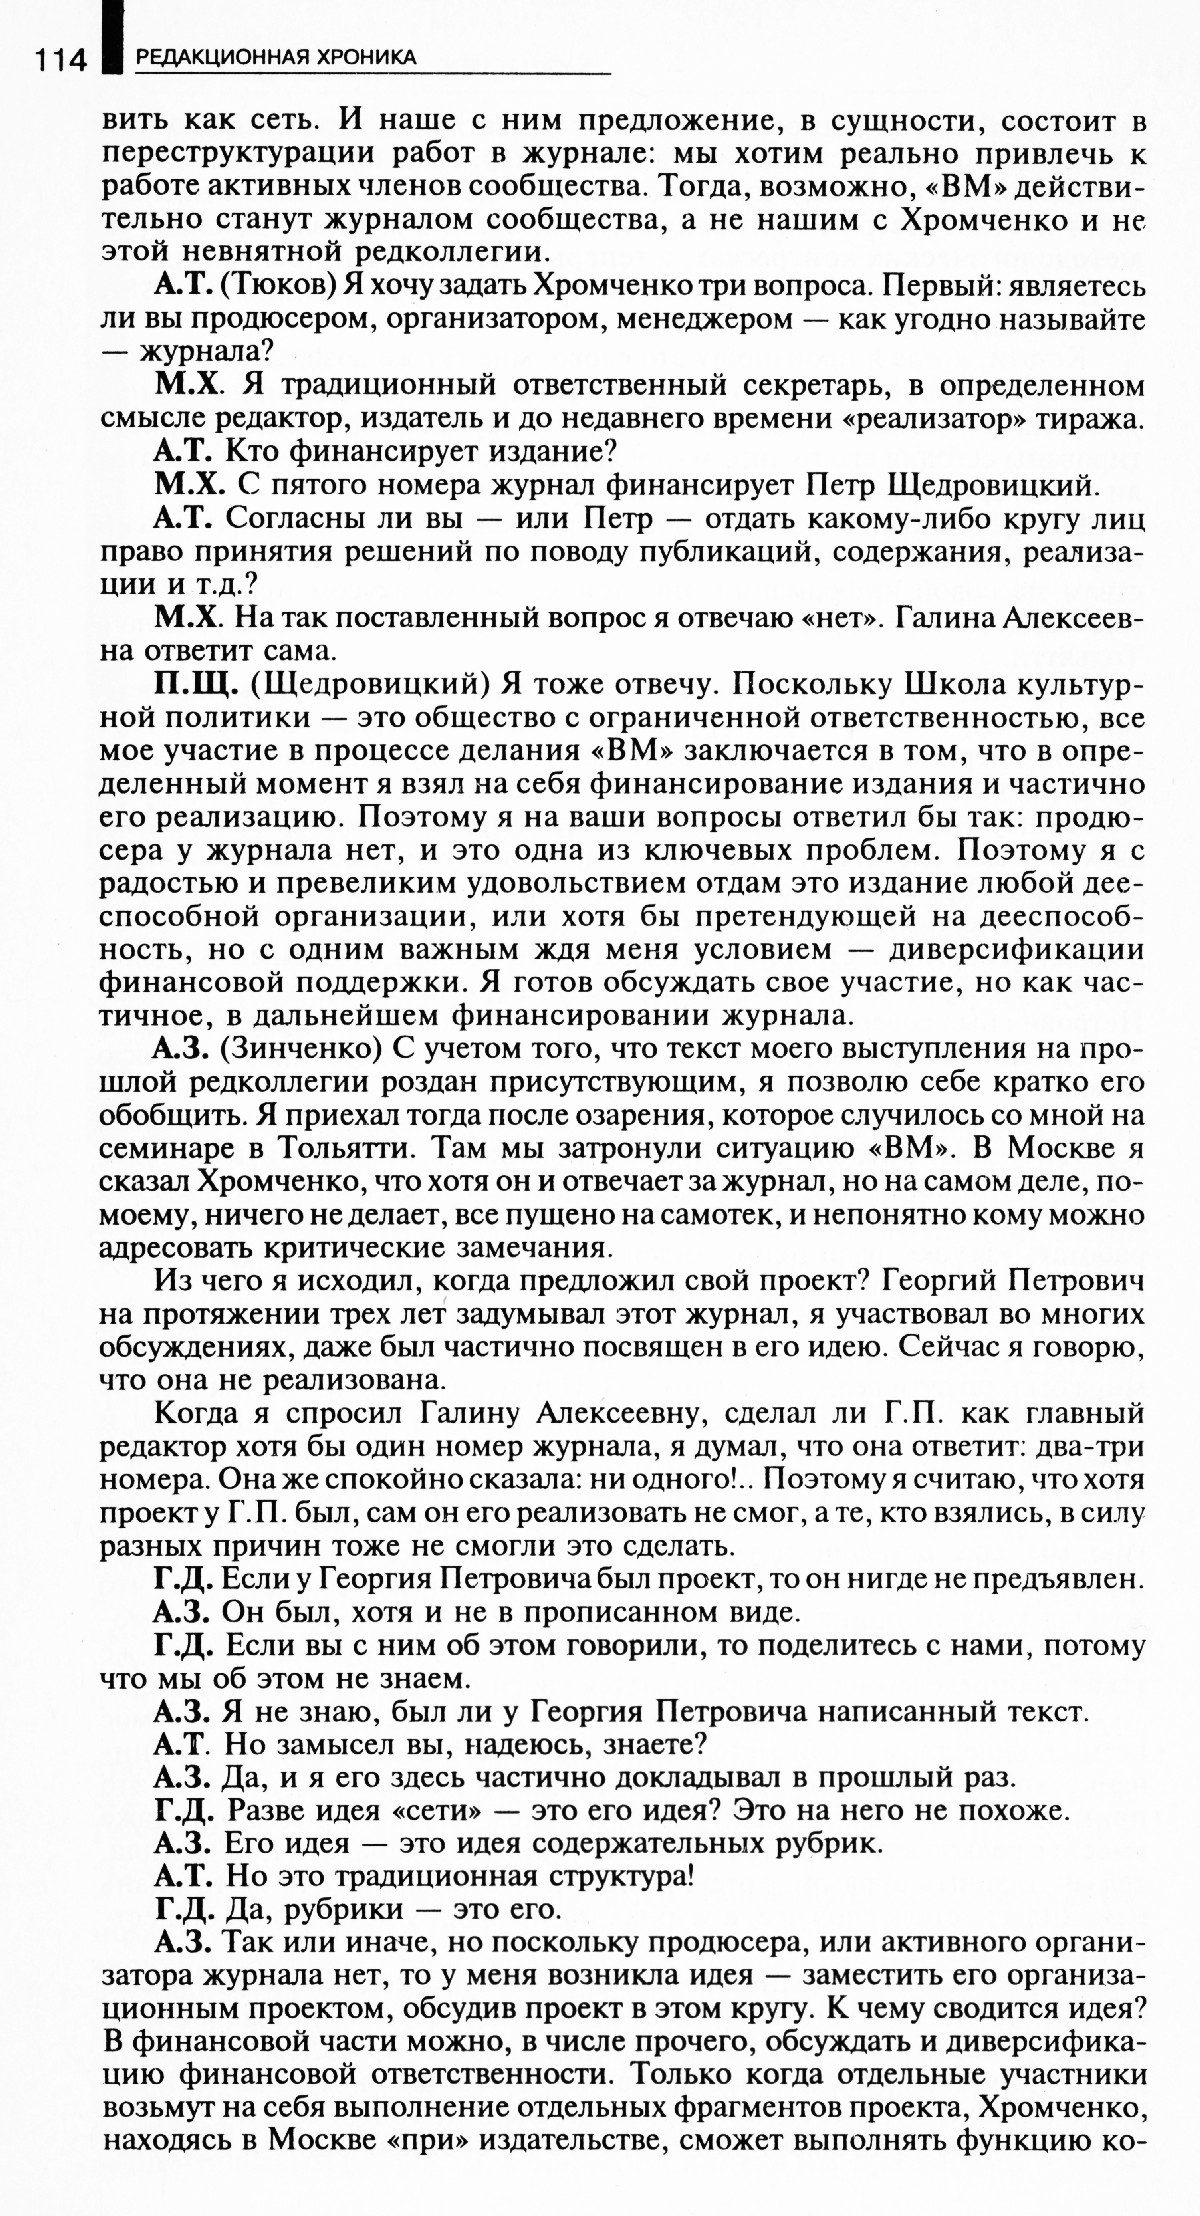 114 РЕДАКЦИОННАЯ ХРОНИКА
вить как сеть. И наше с ним предложение, в сущности, состоит в
переструктурации работ в журнале: мы хотим реально привлечь к
работе активных членов сообщества. Тогда, возможно, «ВМ» действи-
тельно станут журналом сообщества, а не нашим с Хромченко и не
этой невнятной редколлегии.
А.Т. (Тюков) Я хочу задать Хромченко три вопроса. Первый: являетесь
ли вы продюсером, организатором, менеджером — как угодно называйте
— журнала?
М.Х. Я традиционный ответственный секретарь, в определенном
смысле редактор, издатель и до недавнего времени «реализатор» тиража.
А.Т. Кто финансирует издание?
М.Х. С пятого номера журнал финансирует Петр Щедровицкий.
А.Т. Согласны ли вы — или Петр — отдать какому-либо кругу лиц
право принятия решений по поводу публикаций, содержания, реализа-
ции и т.д.?
М.Х. На так поставленный вопрос я отвечаю «нет». Галина Алексеев-
на ответит сама.
П.Щ. (Щедровицкий) Я тоже отвечу. Поскольку Школа культур-
ной политики — это общество с ограниченной ответственностью, все
мое участие в процессе делания «ВМ» заключается в том, что в опре-
деленный момент я взял на себя финансирование издания и частично
его реализацию. Поэтому я на ваши вопросы ответил бы так: продю-
сера у журнала нет, и это одна из ключевых проблем. Поэтому я с
радостью и превеликим удовольствием отдам это издание любой дее-
способной организации, или хотя бы претендующей на дееспособ-
ность, но с одним важным ждя меня условием — диверсификации
финансовой поддержки. Я готов обсуждать свое участие, но как час-
тичное, в дальнейшем финансировании журнала.
А.З. (Зинченко) С учетом того, что текст моего выступления на про-
шлой редколлегии роздан присутствующим, я позволю себе кратко его
обобщить. Я приехал тогда после озарения, которое случилось со мной на
семинаре в Тольятти. Там мы затронули ситуацию «ВМ». В Москве я
сказал Хромченко, что хотя он и отвечает за журнал, но на самом деле, по-
моему, ничего не делает, все пущено на самотек, и непонятно кому можно
адресовать критические замечания.
Из чего я исходил, когда предложил свой проект? Георгий Петрович
на протяжении трех лет задумывал этот журнал, я участвовал во многих
обсуждениях, даже был частично посвящен в его идею. Сейчас я говорю,
что она не реализована.
Когда я спросил Галину Алексеевну, сделал ли Г.П. как главный
редактор хотя бы один номер журнала, я думал, что она ответит: два-три
номера. Она же спокойно сказала: ни одного!.. Поэтому я считаю, что хотя
проект у Г.П. был, сам он его реализовать не смог, а те, кто взялись, в силу
разных причин тоже не смогли это сделать.
Г.Д. Если у Георгия Петровича был проект, то он нигде не предъявлен.
А.З. Он был, хотя и не в прописанном виде.
Г.Д. Если вы с ним об этом говорили, то поделитесь с нами, потому
что мы об этом не знаем.
А.З. Я не знаю, был ли у Георгия Петровича написанный текст.
А.Т. Но замысел вы, надеюсь, знаете?
А.З. Да, и я его здесь частично докладывал в прошлый раз.
Г.Д. Разве идея «сети» — это его идея? Это на него не похоже.
А.З. Его идея — это идея содержательных рубрик.
А.Т. Но это традиционная структура!
Г.Д. Да, рубрики — это его.
А.З. Так или иначе, но поскольку продюсера, или активного органи-
затора журнала нет, то у меня возникла идея — заместить его организа-
ционным проектом, обсудив проект в этом кругу. К чему сводится идея?
В финансовой части можно, в числе прочего, обсуждать и диверсифика-
цию финансовой ответственности. Только когда отдельные участники
возьмут на себя выполнение отдельных фрагментов проекта, Хромченко,
находясь в Москве «при» издательстве, сможет выполнять функцию ко-